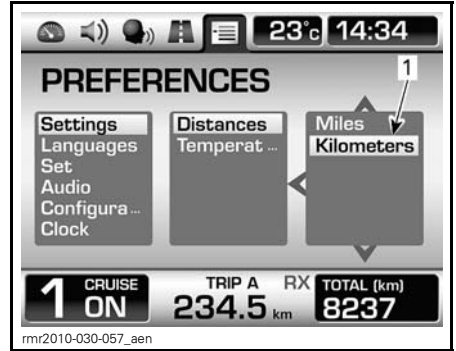 23°c 14:34
1
PREFERENCES
Settings
Languages
Set
Audio
Configura ...
Clock
Distances
Temperat ...
Miles
Kilometers
1 CRUISE ON
TRIP A RX
234.5 km
TOTAL (km)
8237
rmr2010-030-057_aen